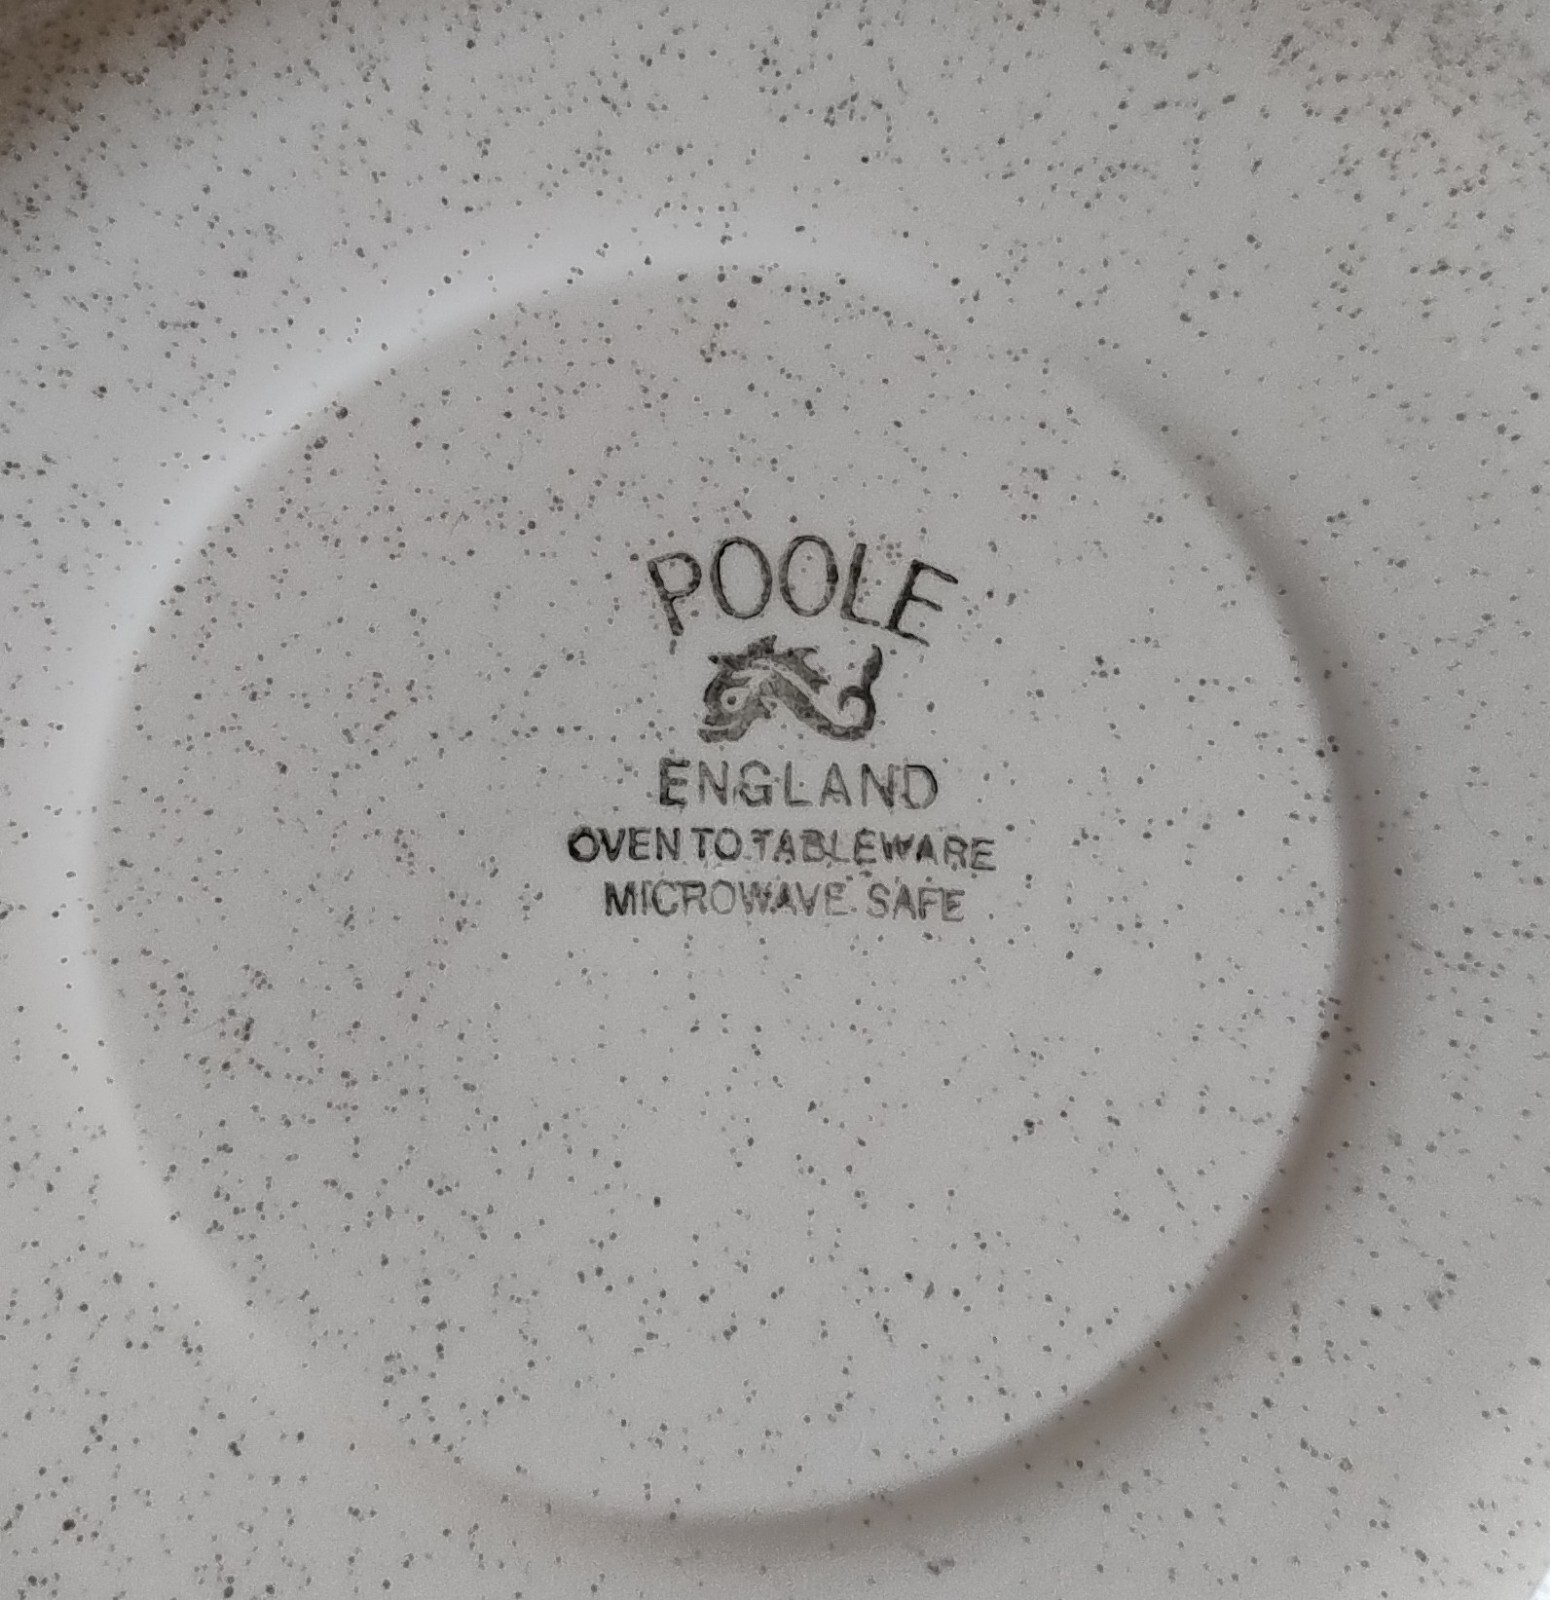 POOLE
ENGLAND
OVEN TO TABLEWARE
MICROWAVE SAFE